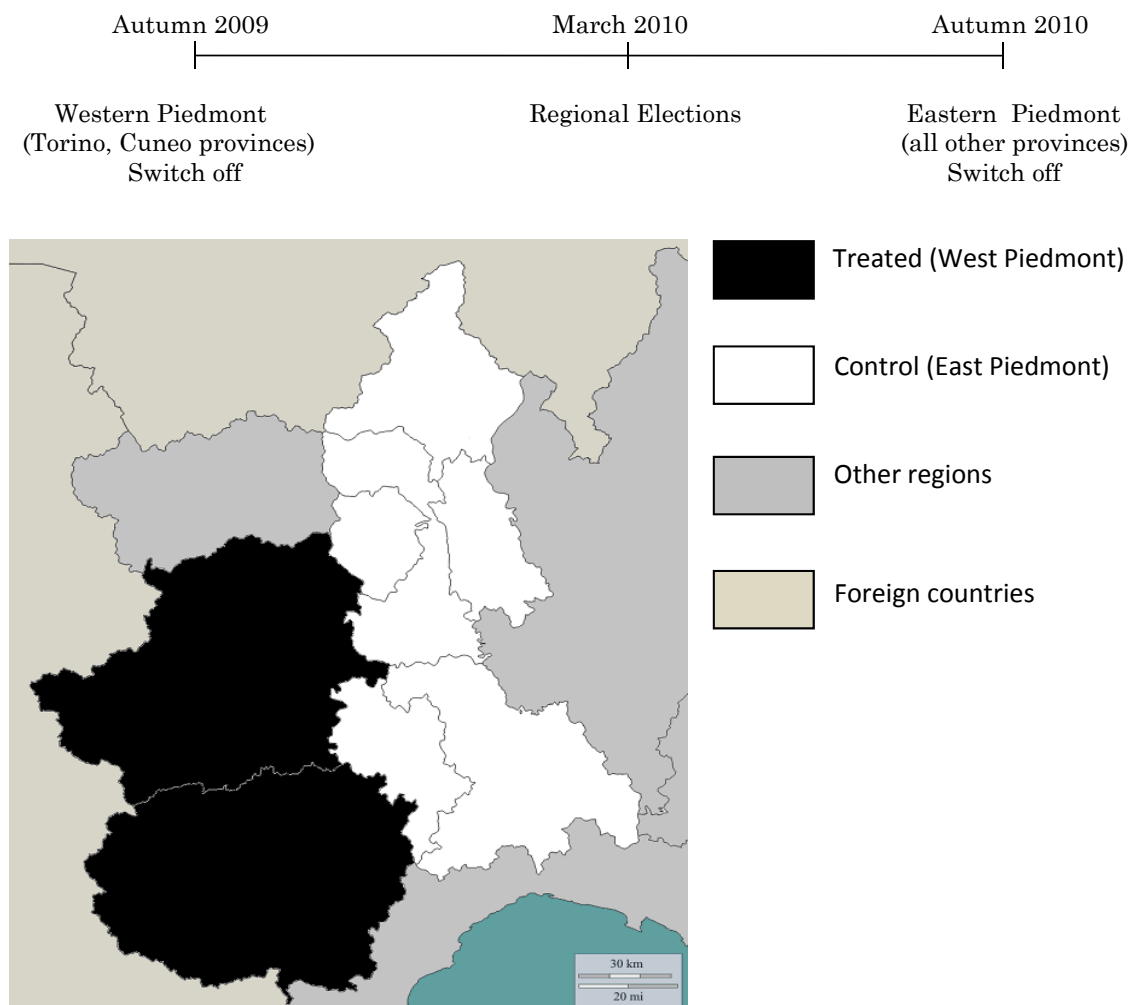 Autumn 2009 March 2010 Autumn 2010
Western Piedmont Regional Elections Eastern Piedmont
(Torino, Cuneo provinces) (all other provinces)
Switch off Switch off
Treated (West Piedmont)
Control (East Piedmont)
Other regions
Foreign countries
30 km
20 mi